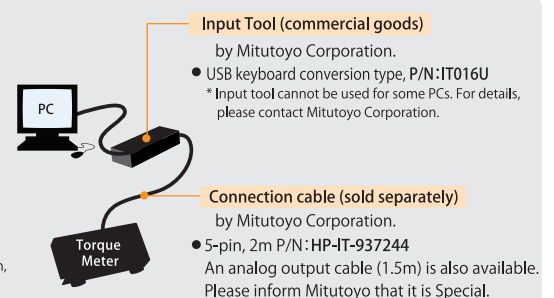 Input Tool (commercial goods)
by Mitutoyo Corporation.
● USB keyboard conversion type, P/N:IT016U
* Input tool cannot be used for some PCs. For details,
please contact Mitutoyo Corporation.
PC
Connection cable (sold separately)
by Mitutoyo Corporation.
● 5-pin, 2m P/N:HP-IT-937244
An analog output cable (1.5m) is also available.
Please inform Mitutoyo that it is Special.
Torque
Meter